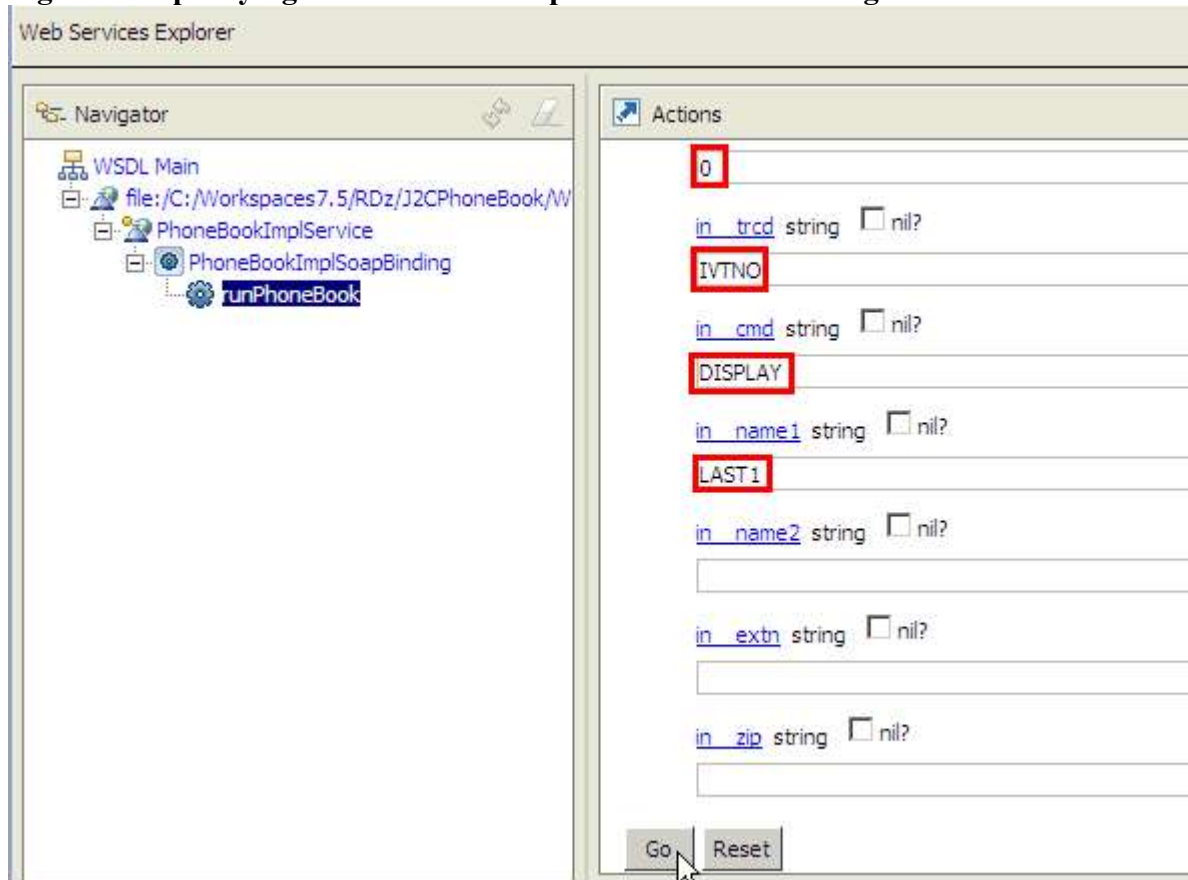 Web Services Explorer
Navigator
WSDL Main
file:/C:/Workspaces7.5/RDz/J2CPhoneBook/W
PhoneBookImplService
PhoneBookImplSoapBinding
runPhoneBook
Actions
0
in__trcd string nil?
IVTNO
in__cmd string nil?
DISPLAY
in__name1 string nil?
LAST1
in__name2 string nil?
in__extn string nil?
in__zip string nil?
Go Reset